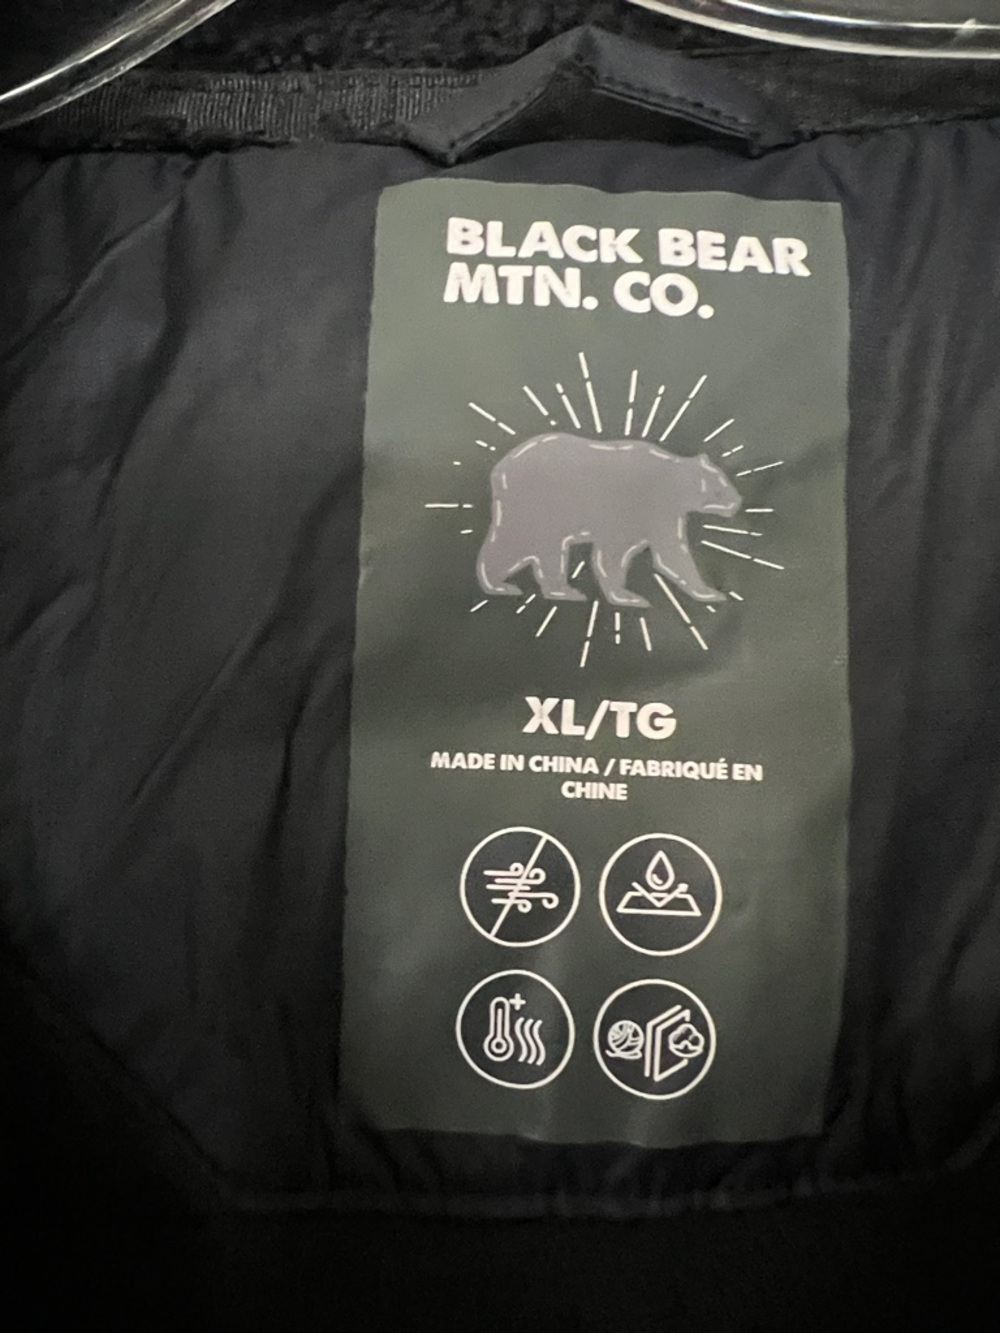 BLACK BEAR
MTN. CO.
XL/TG
MADE IN CHINA / FABRIQUÉ EN
CHINE